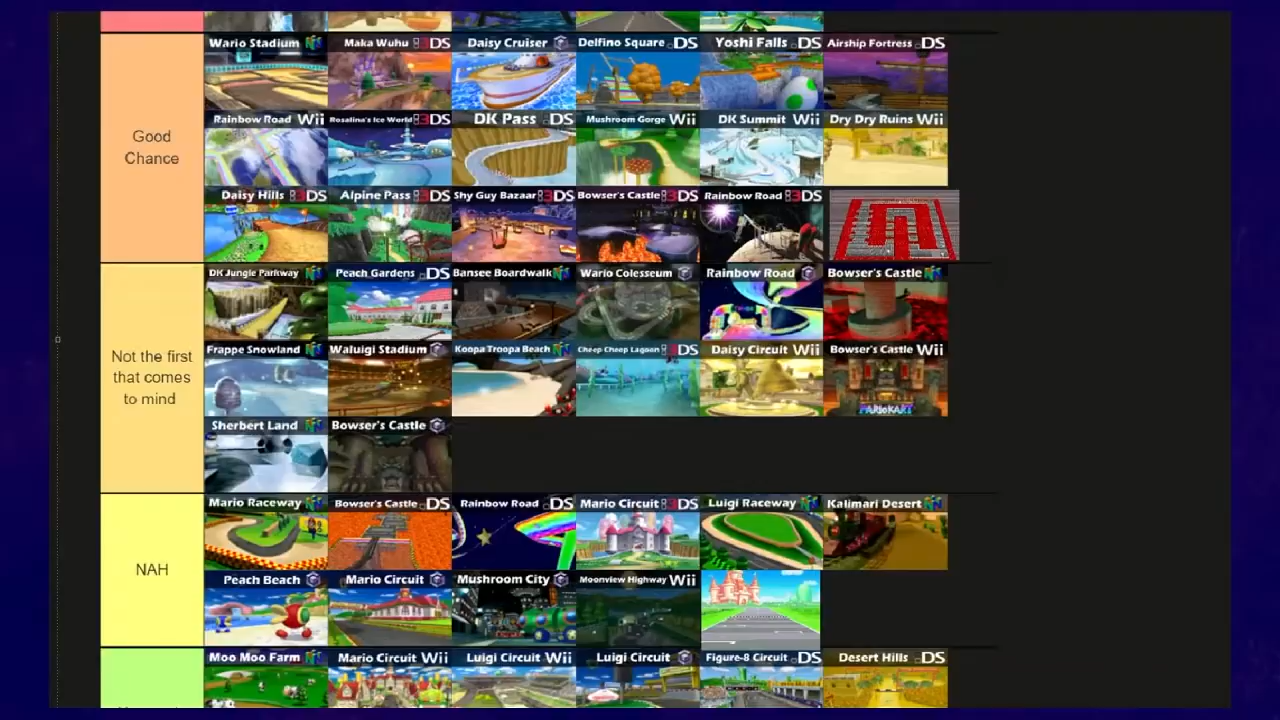 Wario Stadium Maka Wuhu 3DS Daisy Cruiser Delfino Square DS Yoshi Falls DS Airship Fortress DS
Good
Chance
Rainbow Road Wii Rosalina's Ice World 3DS DK Pass DS Mushroom Gorge Wii DK Summit Wii Dry Dry Ruins Wii
Daisy Hills 3DS Alpine Pass 3DS Shy Guy Bazaar 3DS Bowser's Castle 3DS Rainbow Road 3DS
Not the first
that comes
to mind
DK Jungle Parkway Peach Gardens DS Bansee Boardwalk Wario Colesseum Rainbow Road Bowser's Castle
Frappe Snowland Waluigi Stadium Koopa Troopa Beach Cheep Cheep Lagoon 3DS Daisy Circuit Wii Bowser's Castle Wii
MARIOKART
Sherbert Land Bowser's Castle
NAH
Mario Raceway Bowser's Castle DS Rainbow Road DS Mario Circuit 3DS Luigi Raceway Kalimari Desert
Peach Beach Mario Circuit Mushroom City Moonview Highway Wii
Moo Moo Farm Mario Circuit Wii Luigi Circuit Wii Luigi Circuit Figure-8 Circuit DS Desert Hills DS